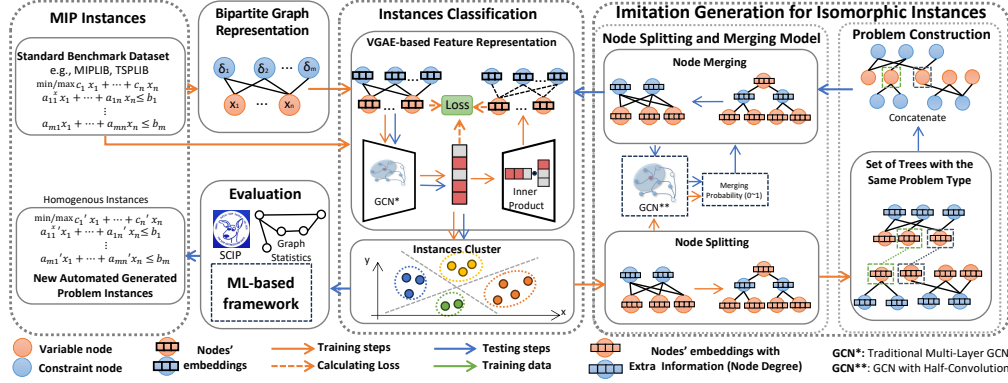 MIP Instances
Standard Benchmark Dataset
e.g., MIPLIB, TSPLIB
min/max c₁ x₁ + ⋯ + cₙ xₙ
x
a₁₁ x₁ + ⋯ + a₁ₙ xₙ ≤ b₁
⋮
aₘ₁x₁ + ⋯ + aₘₙxₙ ≤ bₘ
Homogenous Instances
min/max c₁′ x₁ + ⋯ + cₙ′ xₙ
x
a₁₁′x₁ + ⋯ + a₁ₙ′ xₙ ≤ b₁
⋮
aₘ₁′x₁ + ⋯ + aₘₙ′xₙ ≤ bₘ
New Automated Generated
Problem Instances
Bipartite Graph
Representation
δ₁ δ₂ δₘ
x₁ xₙ
Evaluation
SCIP
Graph
Statistics
ML-based
framework
Instances Classification
VGAE-based Feature Representation
Loss
GCN*
Inner
Product
Instances Cluster
y
x
Imitation Generation for Isomorphic Instances
Node Splitting and Merging Model
Node Merging
GCN**
Merging
Probability (0~1)
Node Splitting
Problem Construction
Concatenate
Set of Trees with the
Same Problem Type
Variable node
Constraint node
Nodes'
embeddings
Training steps
Calculating Loss
Testing steps
Training data
Nodes' embeddings with
Extra Information (Node Degree)
GCN*: Traditional Multi-Layer GCN
GCN**: GCN with Half-Convolution